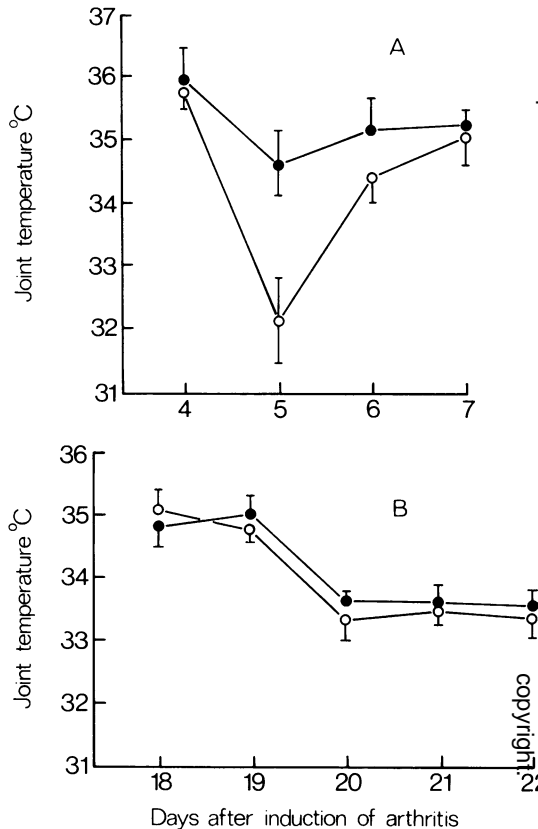 A
Joint temperature °C
37
36
35
34
33
32
31
4 5 6 7
B
Joint temperature °C
36
35
34
33
32
31
18 19 20 21 22
Days after induction of arthritis
copyright.